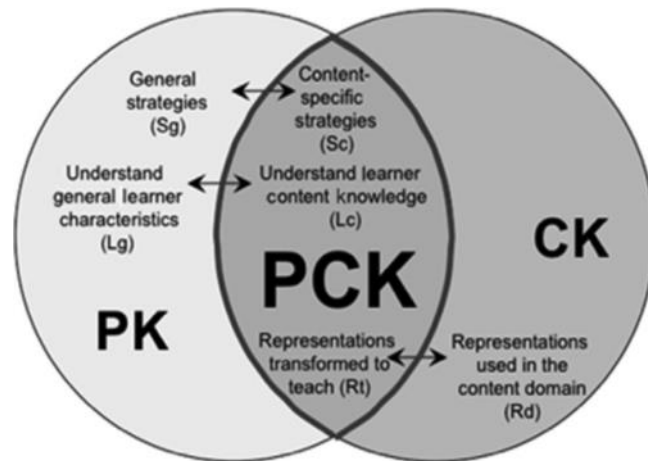 General
strategies
(Sg)
Content-
specific
strategies
(Sc)
Understand
general learner
characteristics
(Lg)
Understand learner
content knowledge
(Lc)
PCK
CK
PK
Representations
transformed to
teach (Rt)
Representations
used in the
content domain
(Rd)